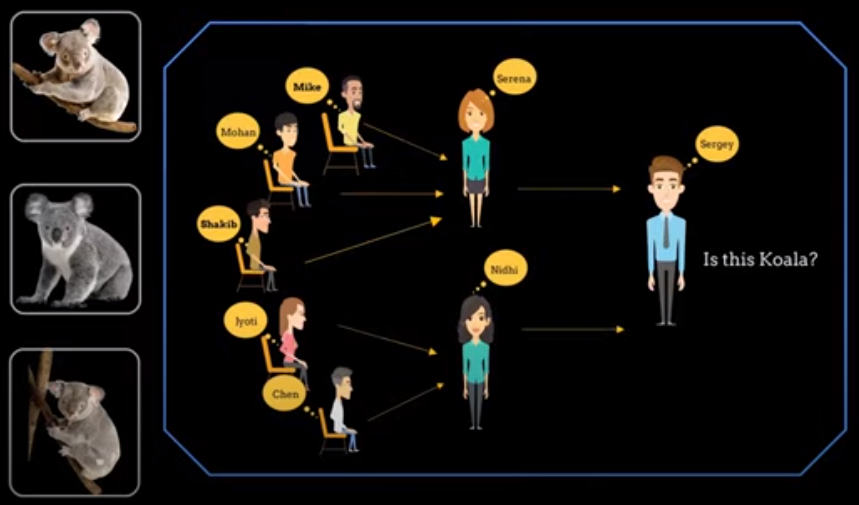 Mike
Serena
Mohan
Sergey
Shakib
Is this Koala?
Nidhi
Jyoti
Chen